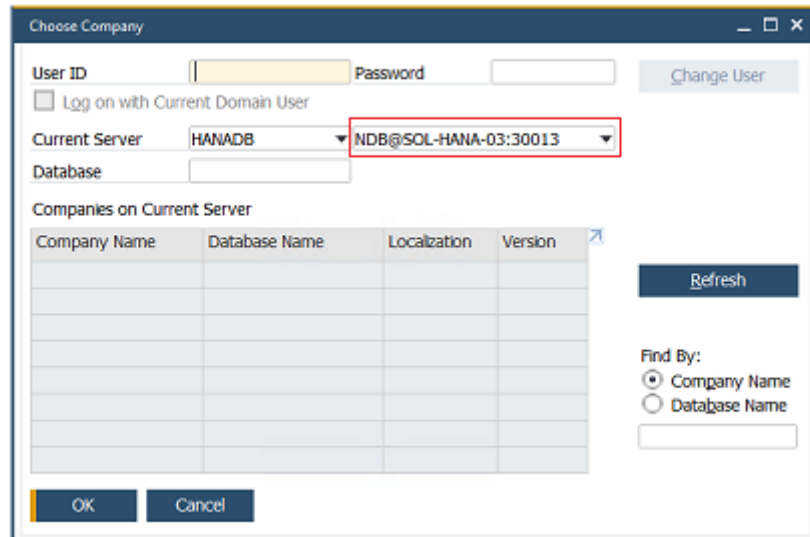 Choose Company
User ID Password Change User
Log on with Current Domain User
Current Server HANADB NDB@SOL-HANA-03:30013
Database
Companies on Current Server
Company Name Database Name Localization Version
Refresh
Find By:
Company Name
Database Name
OK Cancel